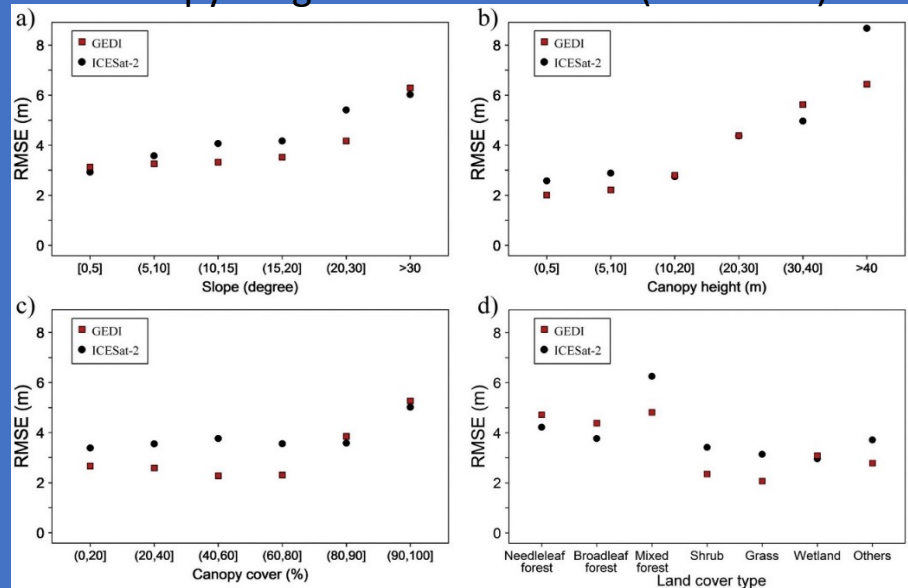 a)
GEDI
ICESat-2
RMSE (m)
8
6
4
2
0
[0,5] (5,10] (10,15] (15,20] (20,30] >30
Slope (degree)
b)
GEDI
ICESat-2
RMSE (m)
8
6
4
2
0
(0,5] (5,10] (10,20] (20,30] (30,40] >40
Canopy height (m)
c)
GEDI
ICESat-2
RMSE (m)
8
6
4
2
0
(0,20] (20,40] (40,60] (60,80] (80,90] (90,100]
Canopy cover (%)
d)
GEDI
ICESat-2
RMSE (m)
8
6
4
2
0
Needleleaf Broadleaf Mixed Shrub Grass Wetland Others
forest forest forest
Land cover type